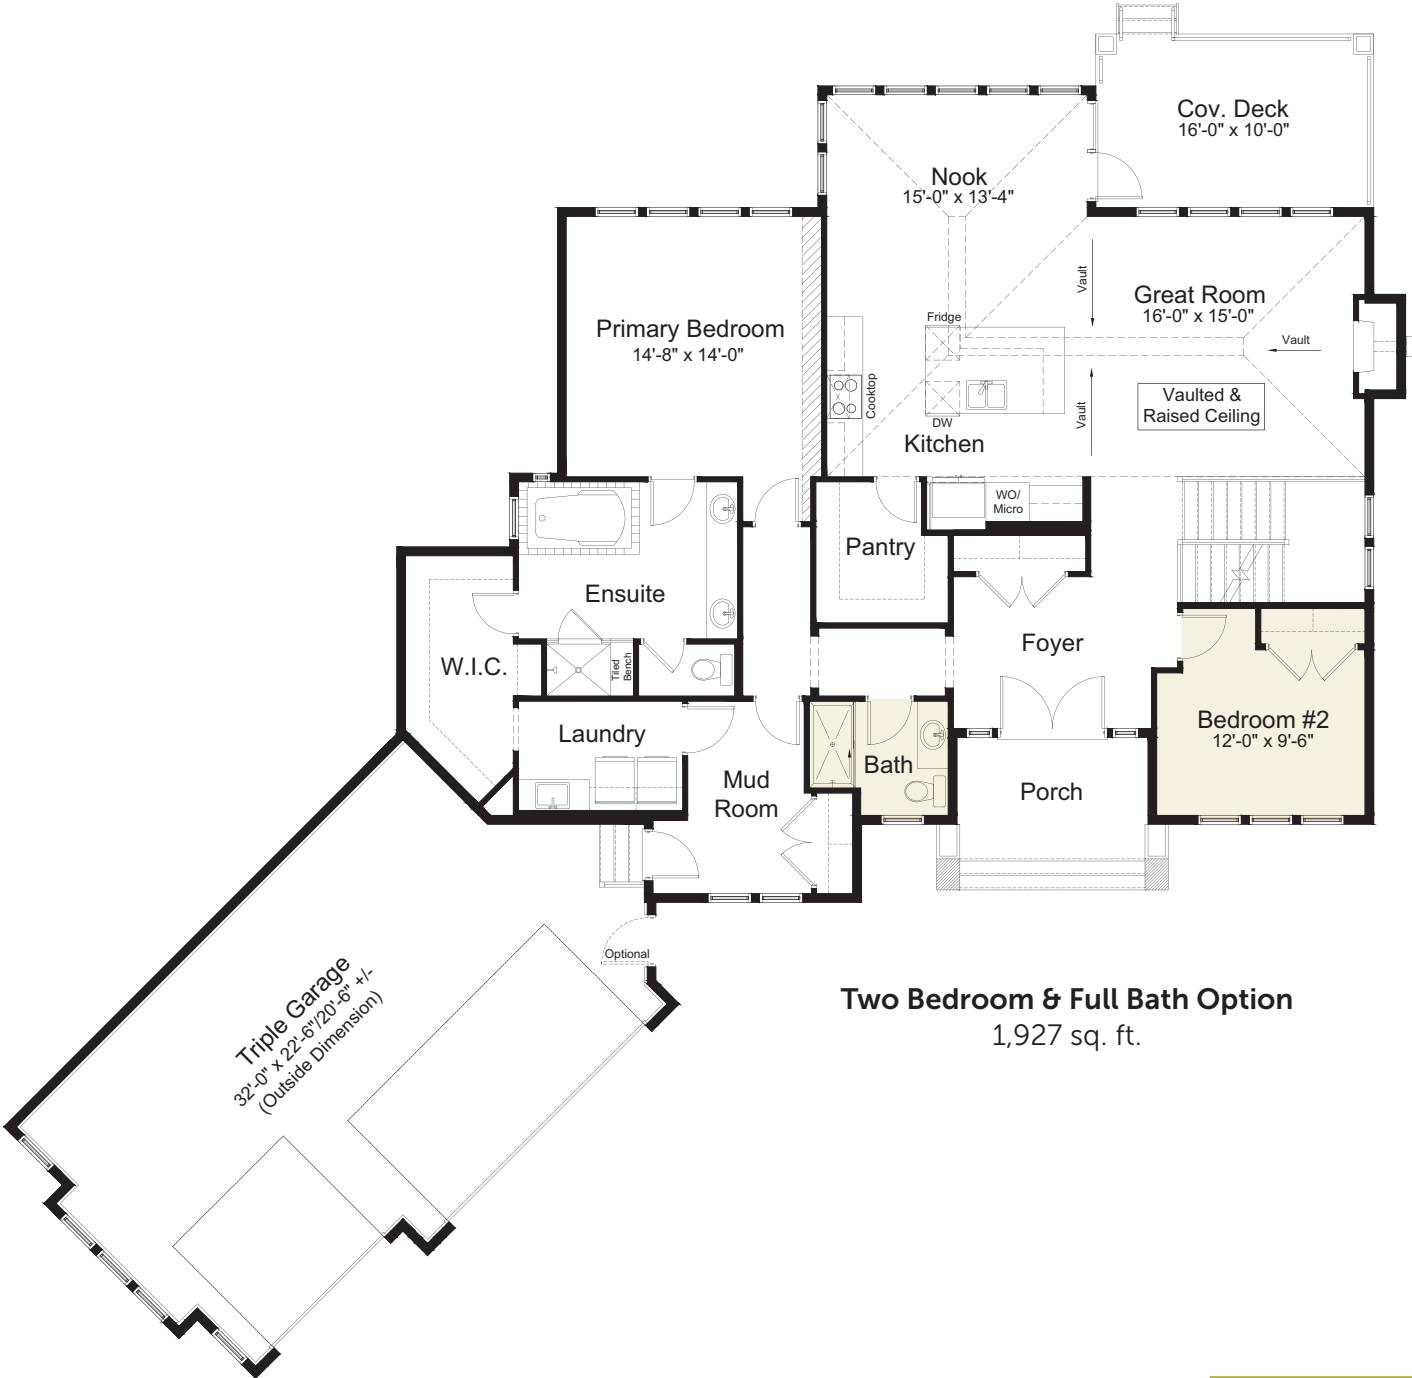 Cov. Deck
16'-0" x 10'-0"
Nook
15'-0" x 13'-4"
Vault
Great Room
16'-0" x 15'-0"
Vault
Primary Bedroom
14'-8" x 14'-0"
Fridge
Cooktop
DW
Kitchen
Vault
Vaulted &
Raised Ceiling
WO/
Micro
Pantry
Ensuite
Foyer
W.I.C.
Tiled
Bench
Laundry
Mud
Room
Bath
Porch
Bedroom #2
12'-0" x 9'-6"
Optional
Triple Garage
32'-0" x 22'-6"/20'-6" +/-
(Outside Dimension)
Two Bedroom & Full Bath Option
1,927 sq. ft.